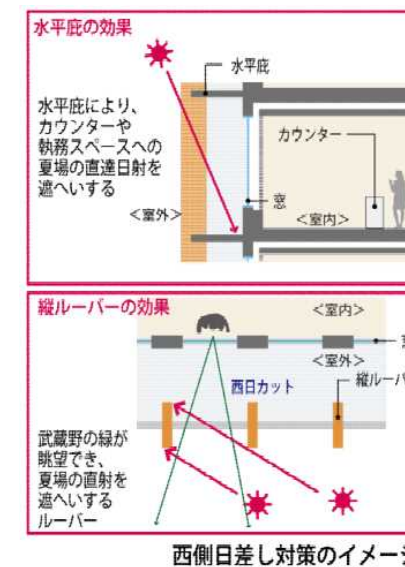 水平庇の効果
水平庇
水平庇により、
カウンターや
執務スペースへの
夏場の直達日射を
遮へいする
カウンター
窓
<室外>
<室内>
縦ルーバーの効果
<室内>
<室外>
西日カット
縦ルーバ
武蔵野の緑が
眺望でき、
夏場の直射を
遮へいする
ルーバー
西側日差し対策のイメージ